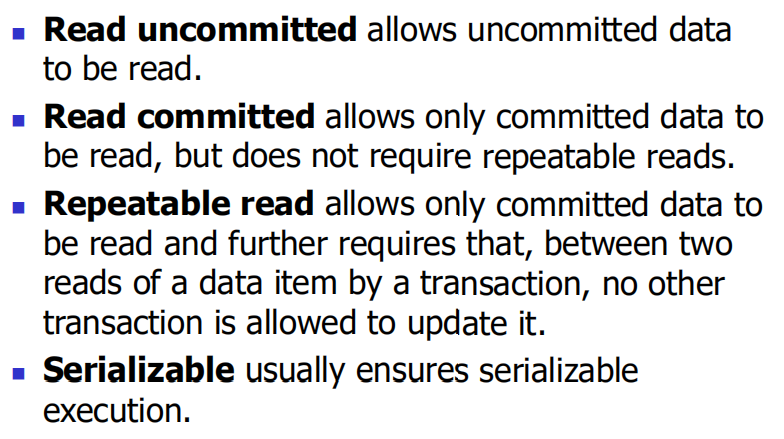 ▪ Read uncommitted allows uncommitted data
to be read.
▪ Read committed allows only committed data to
be read, but does not require repeatable reads.
▪ Repeatable read allows only committed data to
be read and further requires that, between two
reads of a data item by a transaction, no other
transaction is allowed to update it.
▪ Serializable usually ensures serializable
execution.